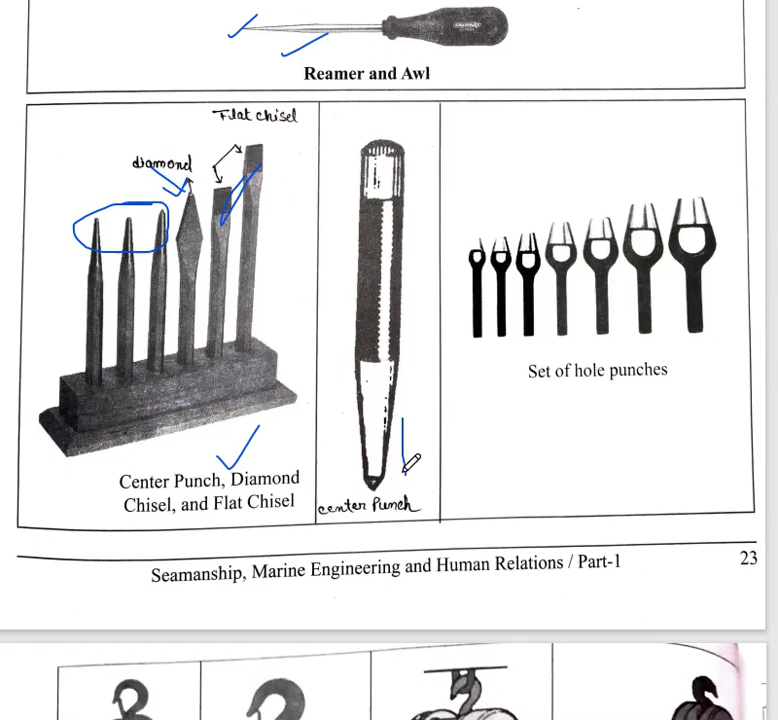 Reamer and Awl
Flat chisel
diamond
Set of hole punches
Center Punch, Diamond
Chisel, and Flat Chisel
center Punch
Seamanship, Marine Engineering and Human Relations / Part-1
23